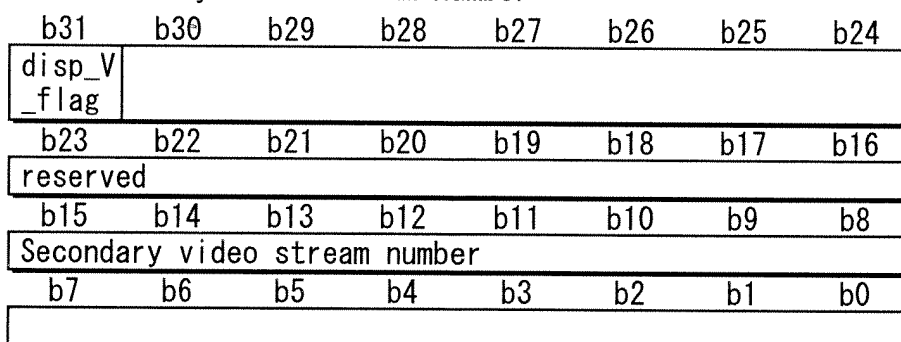 b31 b30 b29 b28 b27 b26 b25 b24
disp_V
_flag
b23 b22 b21 b20 b19 b18 b17 b16
reserved
b15 b14 b13 b12 b11 b10 b9 b8
Secondary video stream number
b7 b6 b5 b4 b3 b2 b1 b0